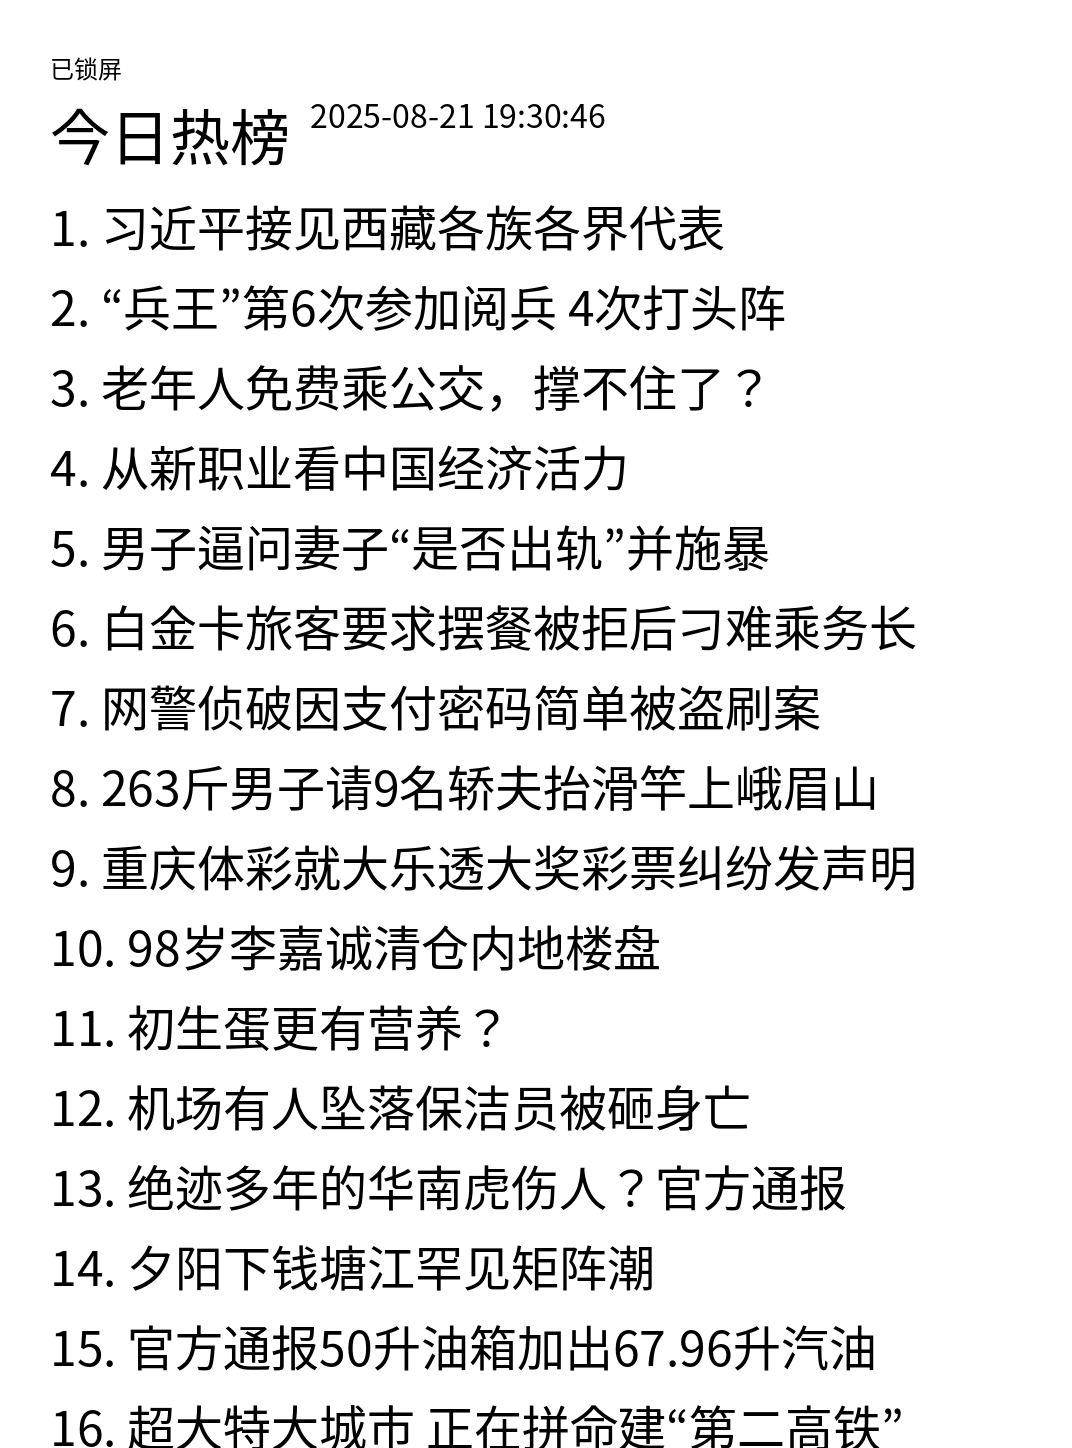 已锁屏
今日热榜 2025-08-21 19:30:46
1. 习近平接见西藏各族各界代表
2. “兵王”第6次参加阅兵 4次打头阵
3. 老年人免费乘公交，撑不住了？
4. 从新职业看中国经济活力
5. 男子逼问妻子“是否出轨”并施暴
6. 白金卡旅客要求摆餐被拒后刁难乘务长
7. 网警侦破因支付密码简单被盗刷案
8. 263斤男子请9名轿夫抬滑竿上峨眉山
9. 重庆体彩就大乐透大奖彩票纠纷发声明
10. 98岁李嘉诚清仓内地楼盘
11. 初生蛋更有营养？
12. 机场有人坠落保洁员被砸身亡
13. 绝迹多年的华南虎伤人？官方通报
14. 夕阳下钱塘江罕见矩阵潮
15. 官方通报50升油箱加出67.96升汽油
16. 超大特大城市 正在拼命建“第二高铁”